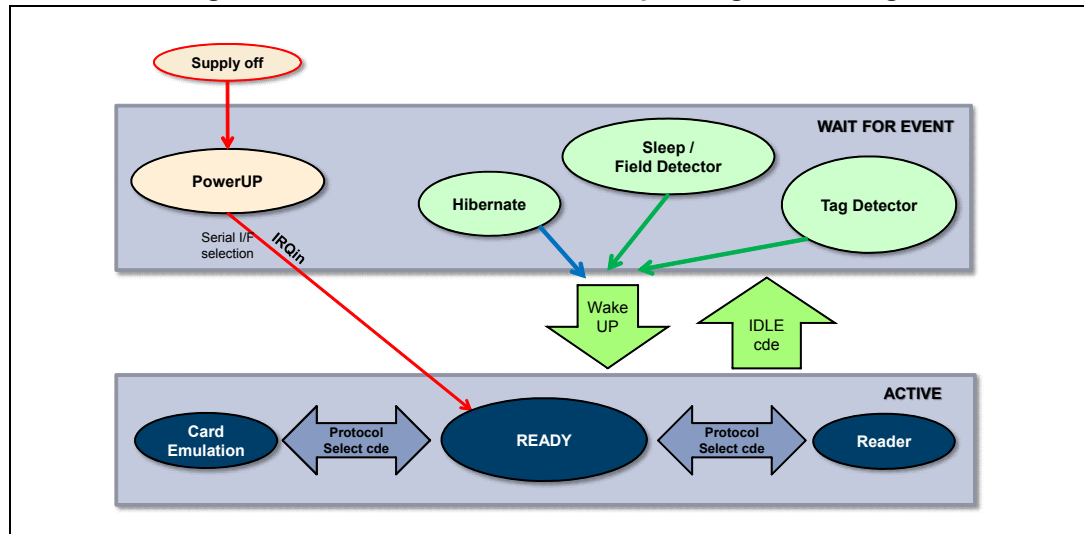 Supply off
WAIT FOR EVENT
Sleep /
Field Detector
PowerUP
Hibernate
Tag Detector
Serial I/F
selection
IRQin
Wake
UP
IDLE
cde
ACTIVE
Card
Emulation
Protocol
Select cde
READY
Protocol
Select cde
Reader